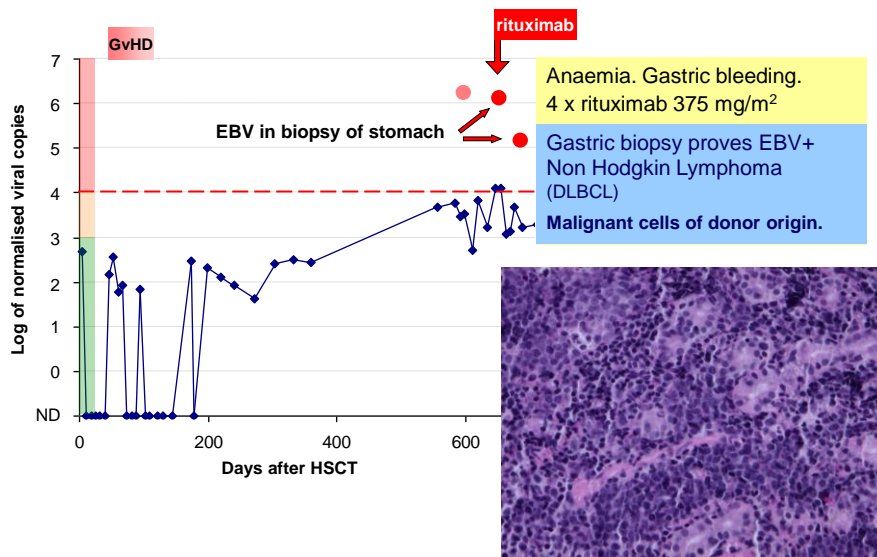 rituximab
GvHD
7
6
5
4
3
2
1
0
ND
Log of normalised viral copies
EBV in biopsy of stomach
Anaemia. Gastric bleeding.
4 x rituximab 375 mg/m²
Gastric biopsy proves EBV+
Non Hodgkin Lymphoma
(DLBCL)
Malignant cells of donor origin.
0
200
400
600
Days after HSCT